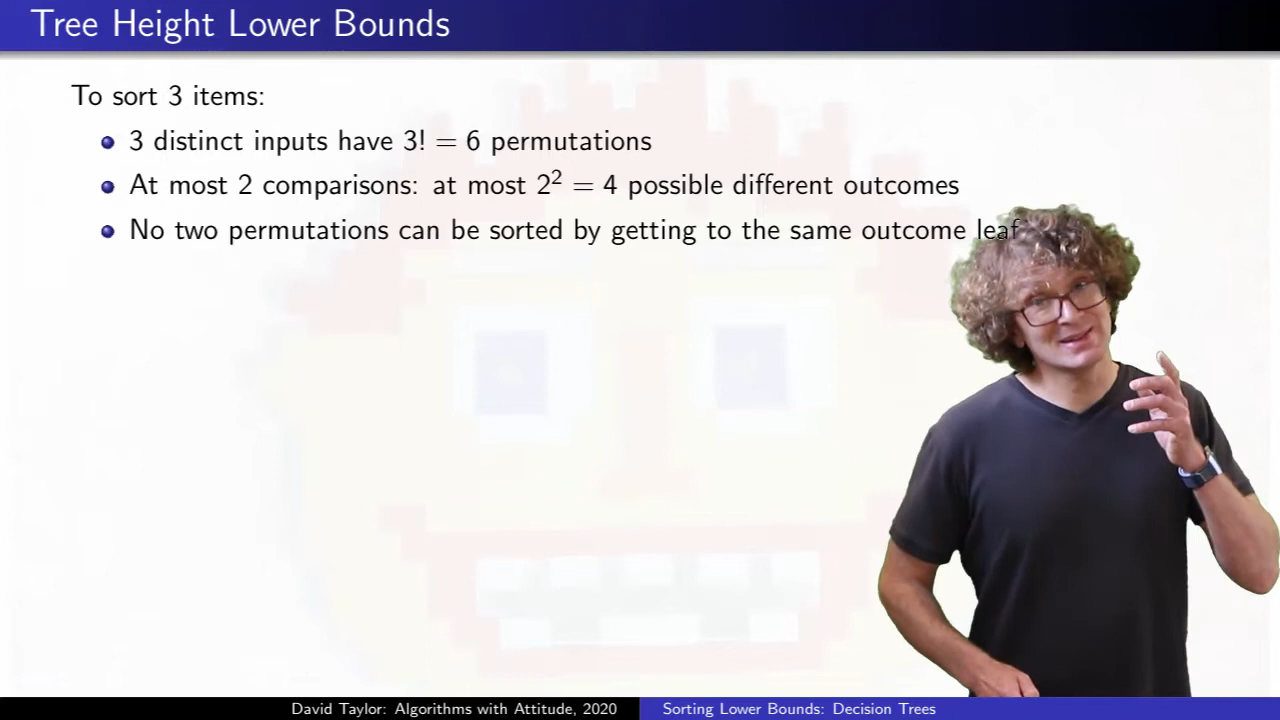 Tree Height Lower Bounds
To sort 3 items:
3 distinct inputs have 3! = 6 permutations
At most 2 comparisons: at most 2² = 4 possible different outcomes
No two permutations can be sorted by getting to the same outcome leaf
David Taylor: Algorithms with Attitude, 2020
Sorting Lower Bounds: Decision Trees